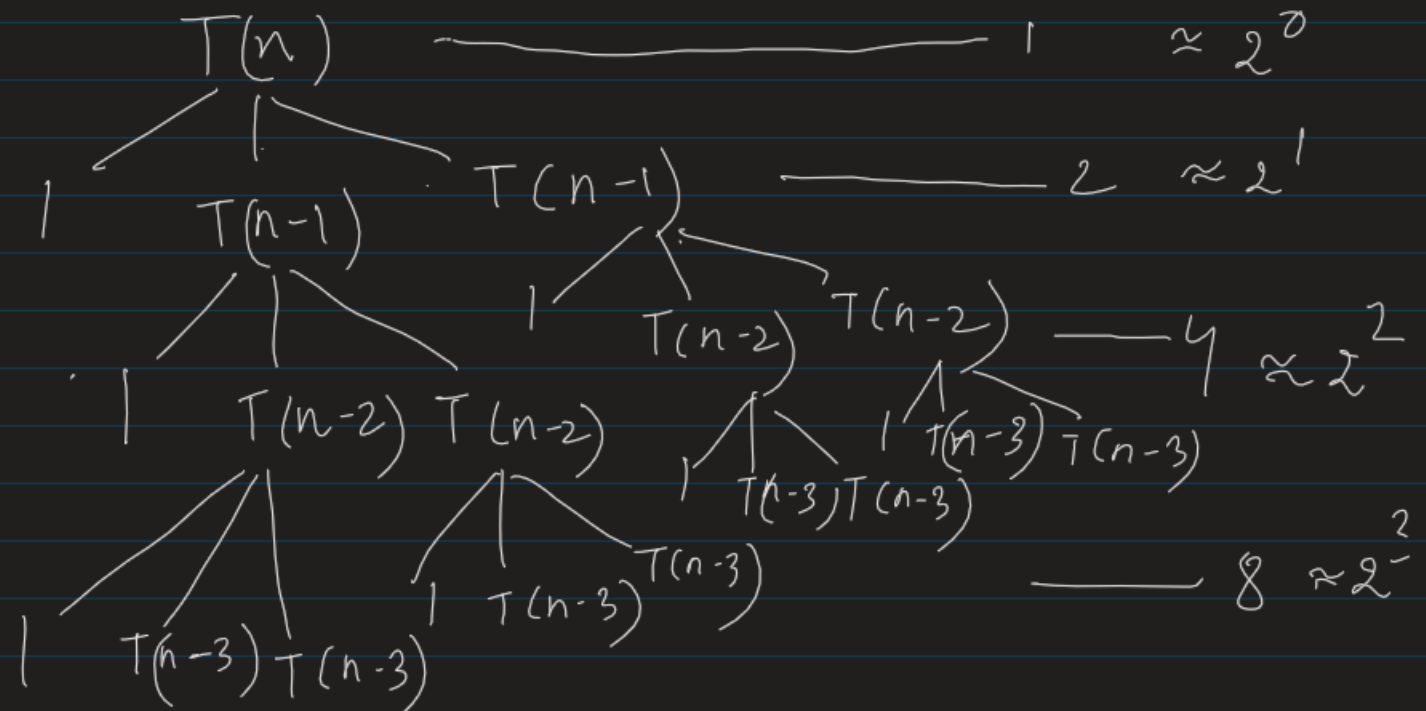 T(n) 1 ≈ 2^0
1 T(n-1) T(n-1) 2 ≈ 2^1
1 T(n-2) T(n-2) 1 T(n-2) T(n-2) 4 ≈ 2^2
1 T(n-3) T(n-3) 1 T(n-3) T(n-3) 1 T(n-3) T(n-3) 1 T(n-3) T(n-3) 8 ≈ 2^2